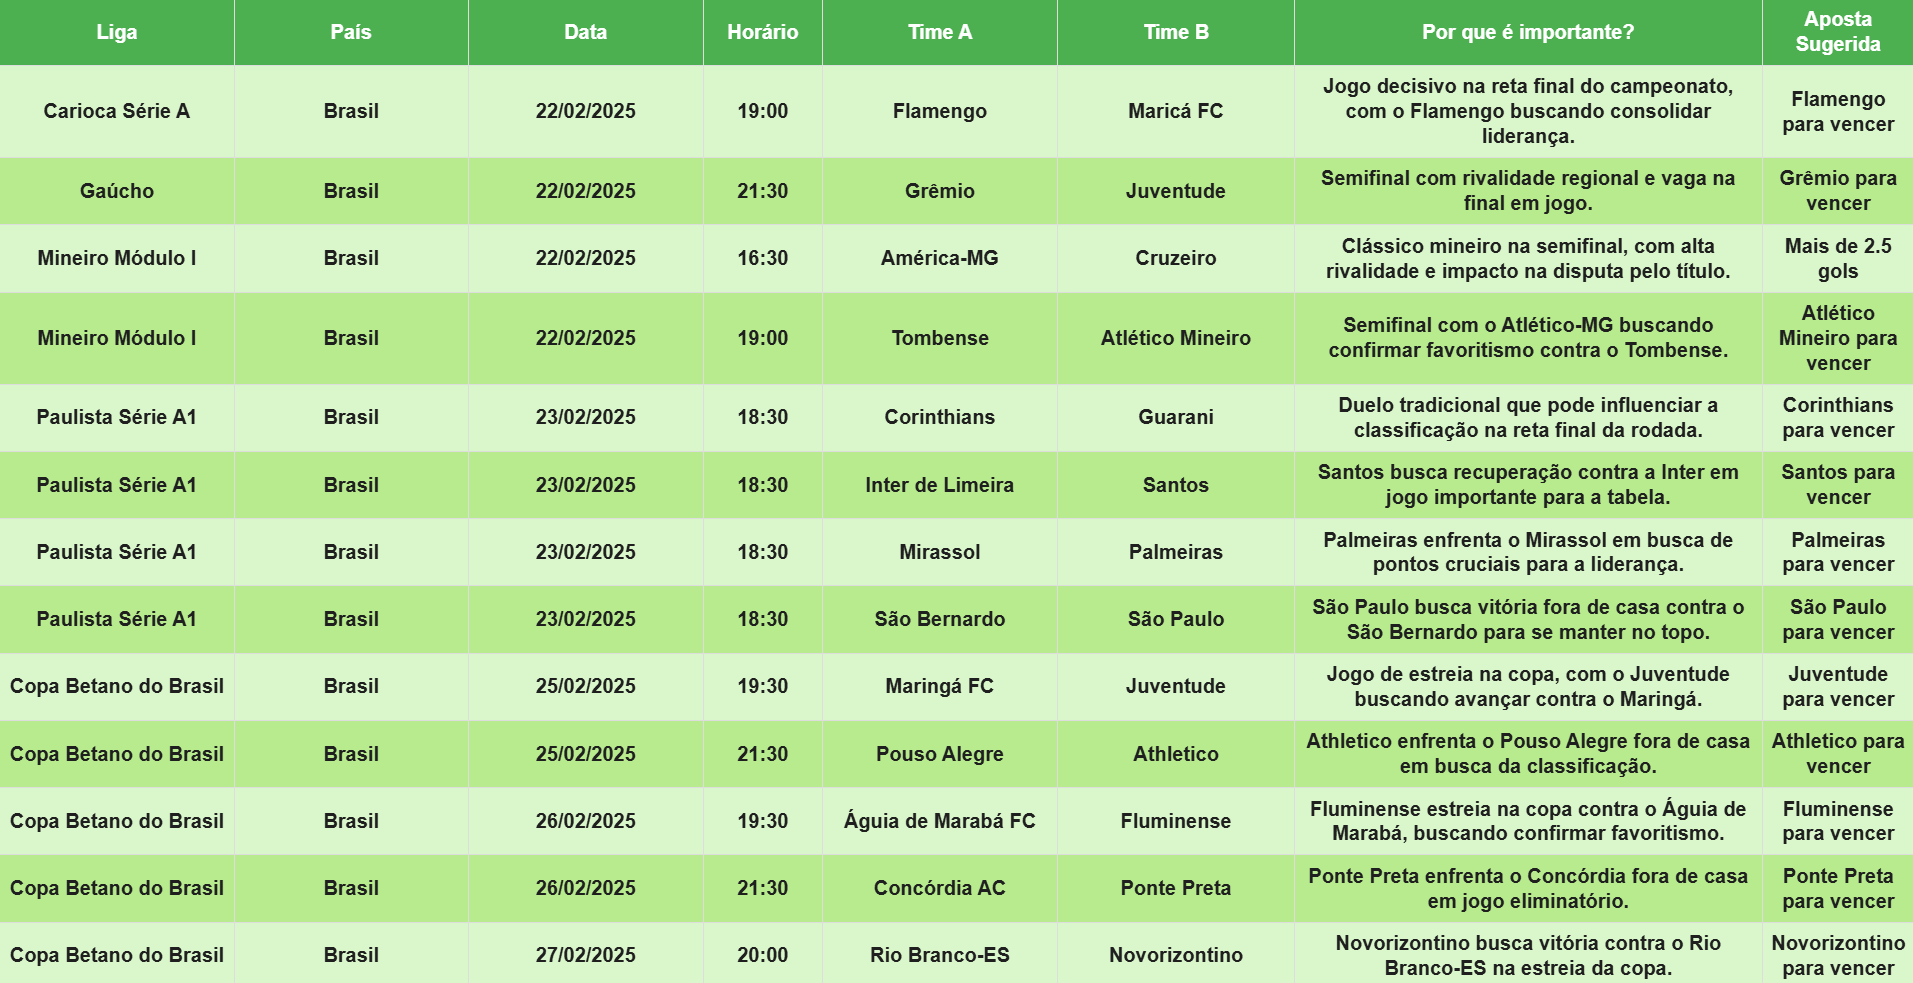 Liga País Data Horário Time A Time B Por que é importante? Aposta
Sugerida
Carioca Série A Brasil 22/02/2025 19:00 Flamengo Maricá FC Jogo decisivo na reta final do campeonato,
com o Flamengo buscando consolidar
liderança. Flamengo
para vencer
Gaúcho Brasil 22/02/2025 21:30 Grêmio Juventude Semifinal com rivalidade regional e vaga na
final em jogo. Grêmio para
vencer
Mineiro Módulo I Brasil 22/02/2025 16:30 América-MG Cruzeiro Clássico mineiro na semifinal, com alta
rivalidade e impacto na disputa pelo título. Mais de 2.5
gols
Mineiro Módulo I Brasil 22/02/2025 19:00 Tombense Atlético Mineiro Semifinal com o Atlético-MG buscando
confirmar favoritismo contra o Tombense. Atlético
Mineiro para
vencer
Paulista Série A1 Brasil 23/02/2025 18:30 Corinthians Guarani Duelo tradicional que pode influenciar a
classificação na reta final da rodada. Corinthians
para vencer
Paulista Série A1 Brasil 23/02/2025 18:30 Inter de Limeira Santos Santos busca recuperação contra a Inter em
jogo importante para a tabela. Santos para
vencer
Paulista Série A1 Brasil 23/02/2025 18:30 Mirassol Palmeiras Palmeiras enfrenta o Mirassol em busca de
pontos cruciais para a liderança. Palmeiras
para vencer
Paulista Série A1 Brasil 23/02/2025 18:30 São Bernardo São Paulo São Paulo busca vitória fora de casa contra o
São Bernardo para se manter no topo. São Paulo
para vencer
Copa Betano do Brasil Brasil 25/02/2025 19:30 Maringá FC Juventude Jogo de estreia na copa, com o Juventude
buscando avançar contra o Maringá. Juventude
para vencer
Copa Betano do Brasil Brasil 25/02/2025 21:30 Pouso Alegre Athletico Athletico enfrenta o Pouso Alegre fora de casa
em busca da classificação. Athletico para
vencer
Copa Betano do Brasil Brasil 26/02/2025 19:30 Águia de Marabá FC Fluminense Fluminense estreia na copa contra o Águia de
Marabá, buscando confirmar favoritismo. Fluminense
para vencer
Copa Betano do Brasil Brasil 26/02/2025 21:30 Concórdia AC Ponte Preta Ponte Preta enfrenta o Concórdia fora de casa
em jogo eliminatório. Ponte Preta
para vencer
Copa Betano do Brasil Brasil 27/02/2025 20:00 Rio Branco-ES Novorizontino Novorizontino busca vitória contra o Rio
Branco-ES na estreia da copa. Novorizontino
para vencer